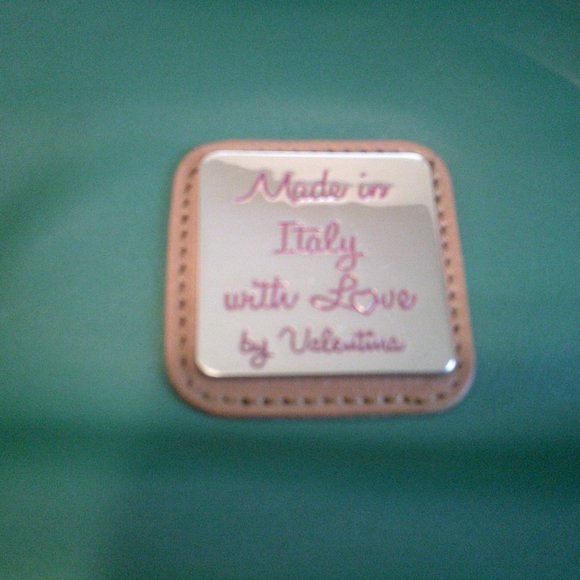 Made in
Italy
with Love
by Valentina